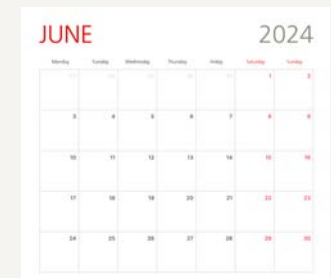 JUNE 2024
Monday Tuesday Wednesday Thursday Friday Saturday Sunday
1 2
3 4 5 6 7 8 9
10 11 12 13 14 15 16
17 18 19 20 21 22 23
24 25 26 27 28 29 30